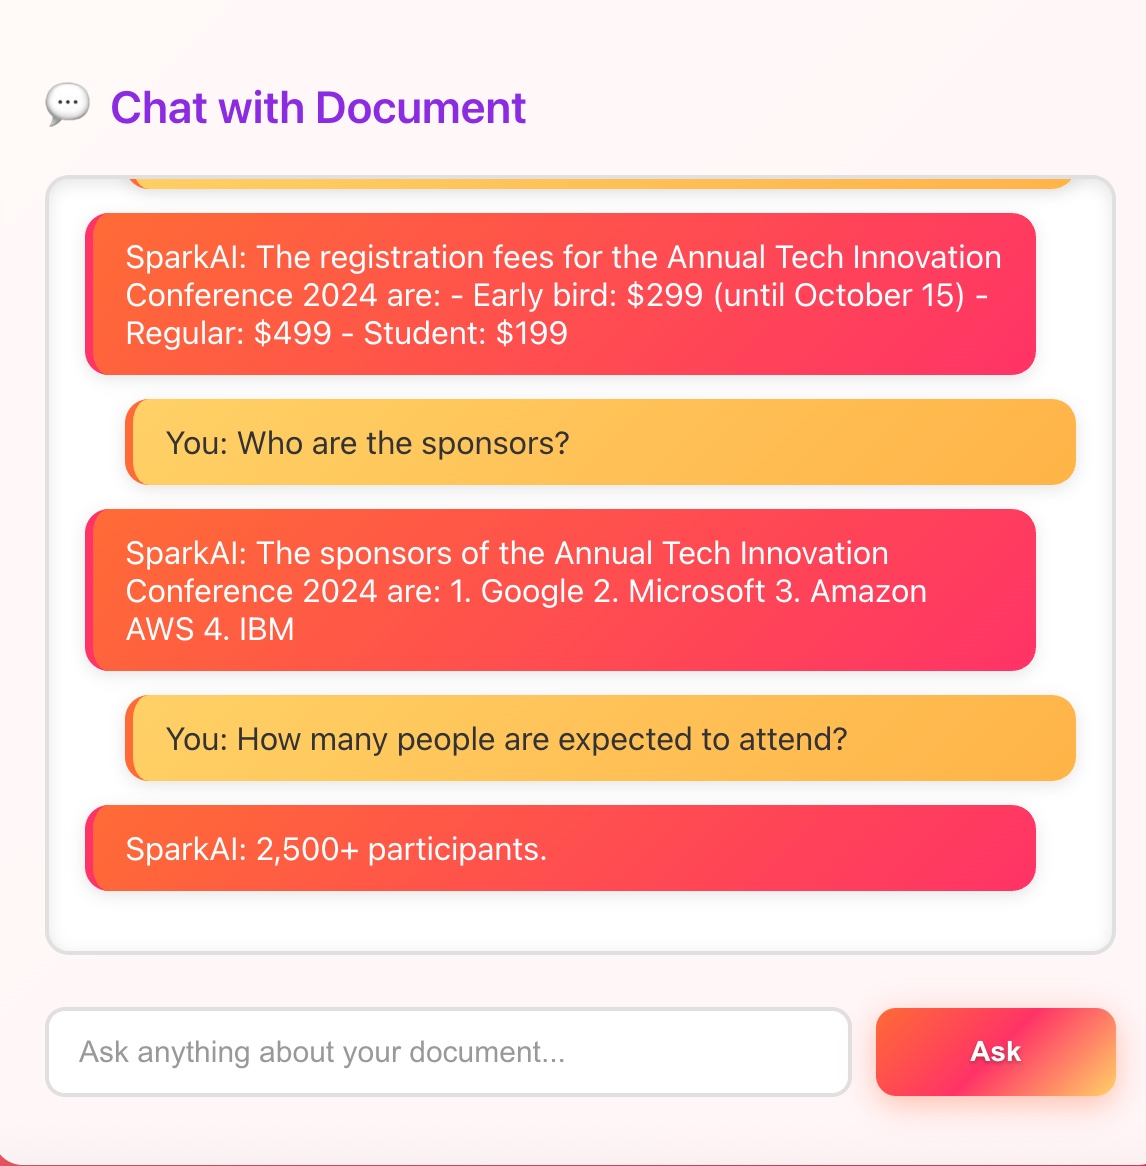 Chat with Document
SparkAI: The registration fees for the Annual Tech Innovation
Conference 2024 are: - Early bird: $299 (until October 15) -
Regular: $499 - Student: $199
You: Who are the sponsors?
SparkAI: The sponsors of the Annual Tech Innovation
Conference 2024 are: 1. Google 2. Microsoft 3. Amazon
AWS 4. IBM
You: How many people are expected to attend?
SparkAI: 2,500+ participants.
Ask anything about your document...
Ask